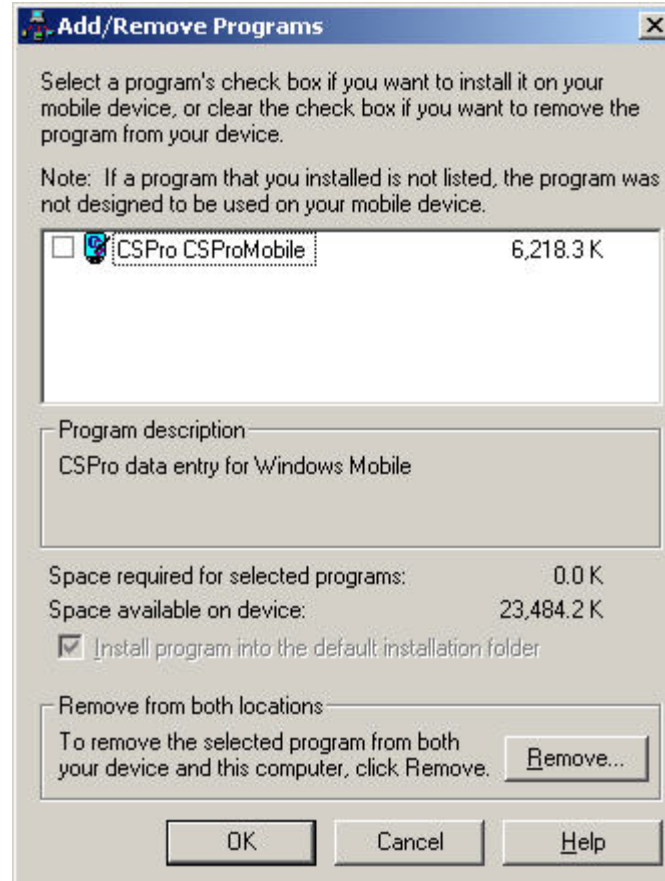 Add/Remove Programs
Select a program's check box if you want to install it on your
mobile device, or clear the check box if you want to remove the
program from your device.
Note: If a program that you installed is not listed, the program was
not designed to be used on your mobile device.
CSPro CSProMobile 6,218.3 K
Program description
CSPro data entry for Windows Mobile
Space required for selected programs: 0.0 K
Space available on device: 23,484.2 K
Install program into the default installation folder
Remove from both locations
To remove the selected program from both
your device and this computer, click Remove.
Remove...
OK Cancel Help